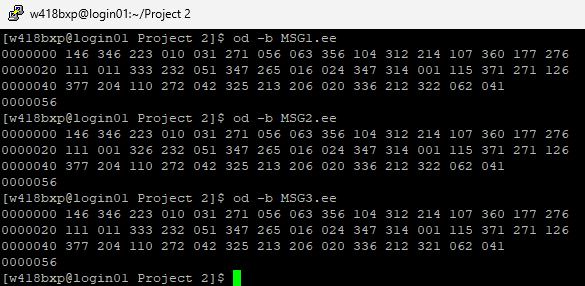 w418bxp@login01:~/Project 2
[w418bxp@login01 Project 2]$ od -b MSG1.ee
0000000 146 346 223 010 031 271 056 063 356 104 312 214 107 360 177 276
0000020 111 011 333 232 051 347 265 016 024 347 314 001 115 371 271 126
0000040 377 204 110 272 042 325 213 206 020 336 212 322 062 041
0000056
[w418bxp@login01 Project 2]$ od -b MSG2.ee
0000000 146 346 223 010 031 271 056 063 356 104 312 214 107 360 177 276
0000020 111 001 326 232 051 347 265 016 024 347 314 001 115 371 271 126
0000040 377 204 110 272 042 325 213 206 020 336 212 322 062 041
0000056
[w418bxp@login01 Project 2]$ od -b MSG3.ee
0000000 146 346 223 010 031 271 056 063 356 104 312 214 107 360 177 276
0000020 111 011 333 232 051 347 265 016 024 347 314 001 115 371 271 126
0000040 377 204 110 272 042 325 213 206 020 336 212 321 062 041
0000056
[w418bxp@login01 Project 2]$